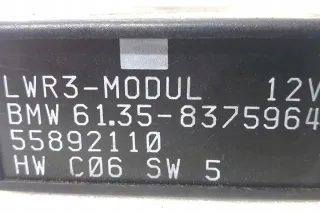 LWR3-MODUL 12V
BMW 61.35-8375964
55892110
HW C06 SW 5